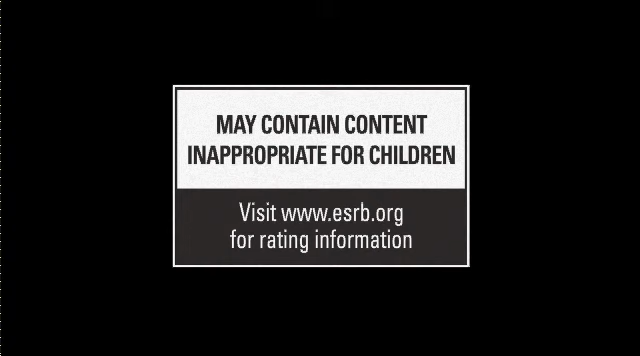 MAY CONTAIN CONTENT
INAPPROPRIATE FOR CHILDREN
Visit www.esrb.org
for rating information